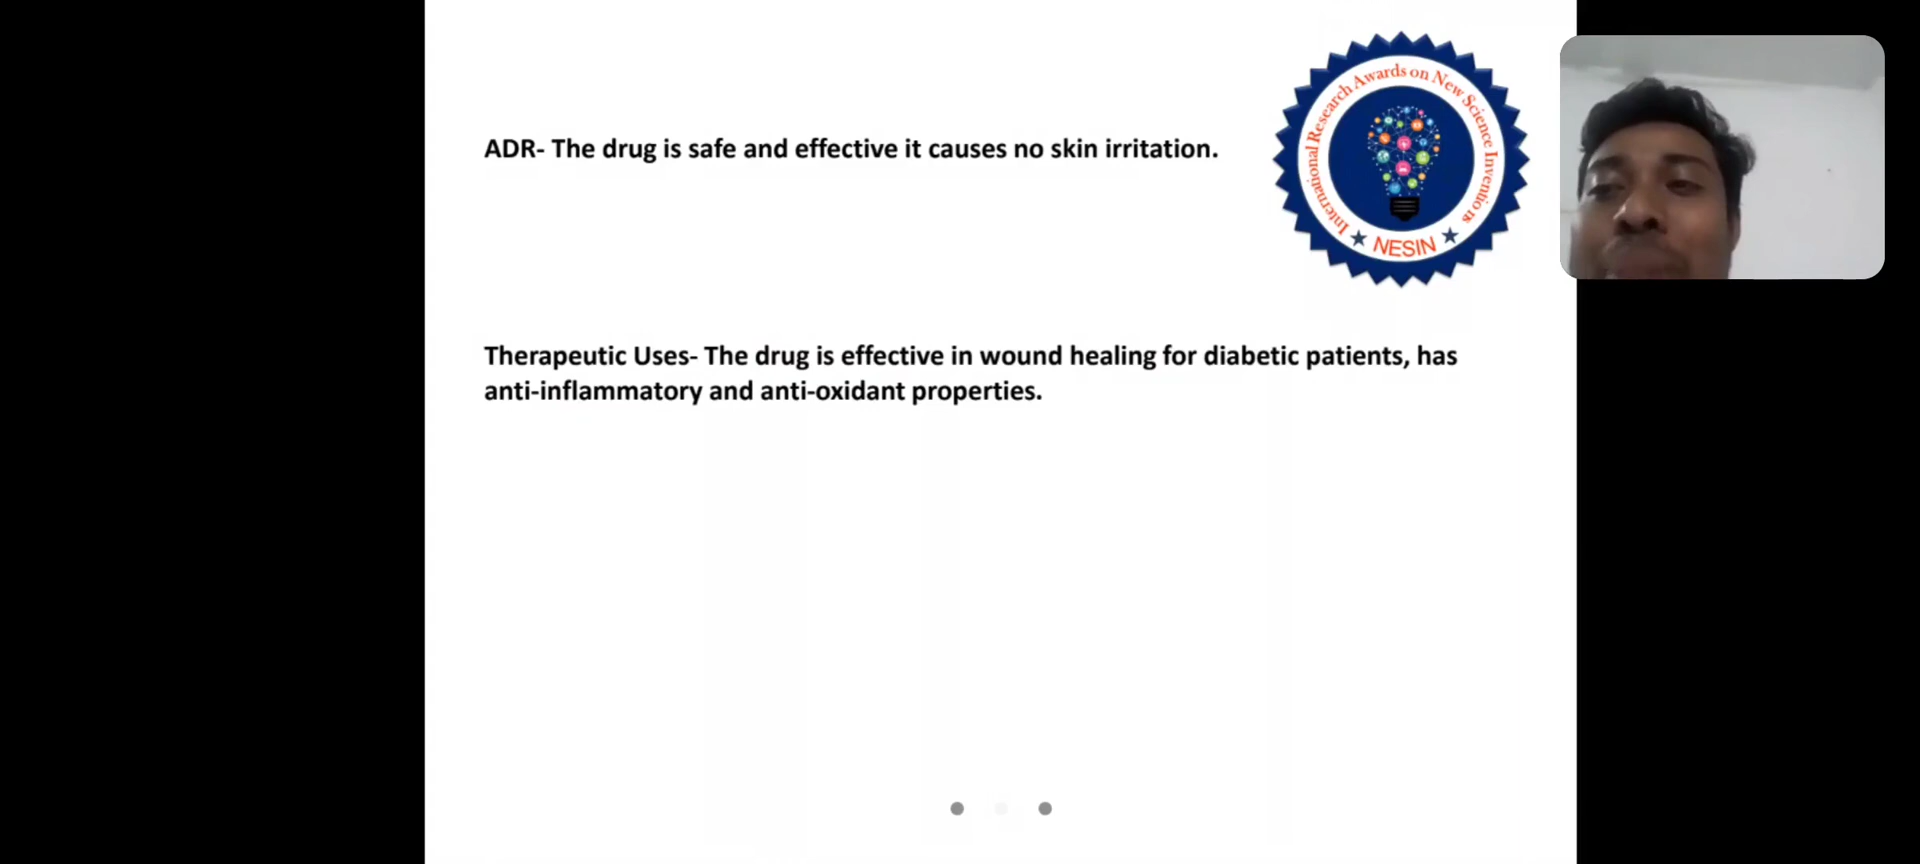 ADR- The drug is safe and effective it causes no skin irritation.
International Research Awards on New Science Inventions
NESIN
Therapeutic Uses- The drug is effective in wound healing for diabetic patients, has
anti-inflammatory and anti-oxidant properties.